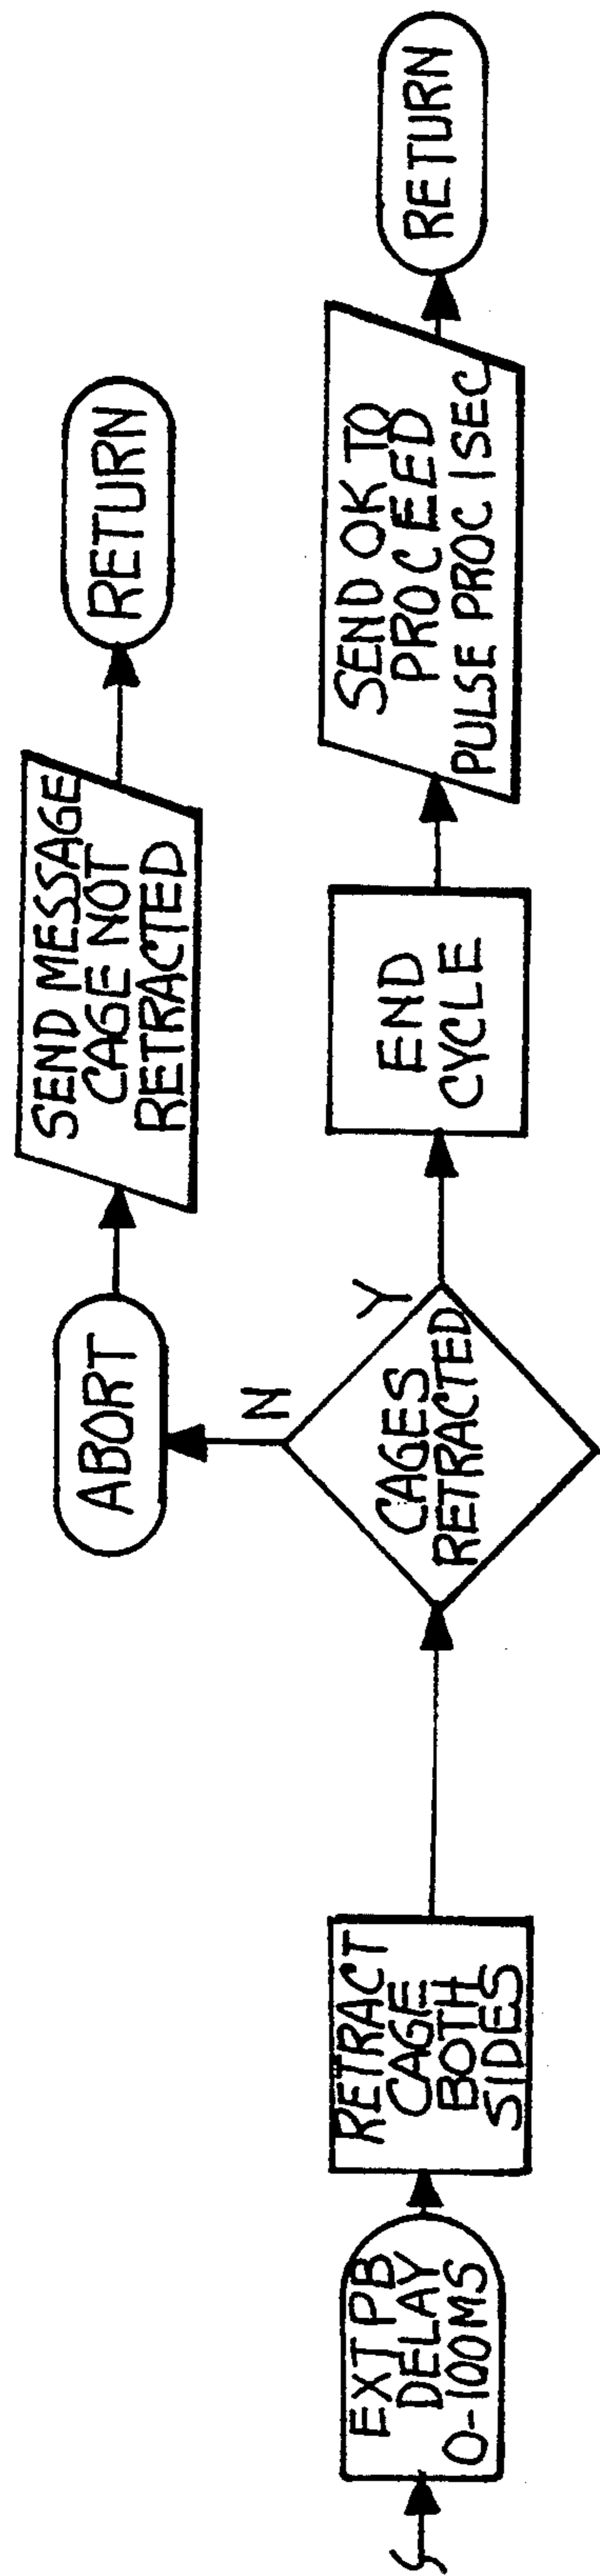 EXT PB
DELAY
0-100MS
RETRACT
CAGE
BOTH
SIDES
CAGES
RETRACTED
N
ABORT
SEND MESSAGE
CAGE NOT
RETRACTED
RETURN
Y
END
CYCLE
SEND OK TO
PROCEED
PULSE PROC 1SEC
RETURN